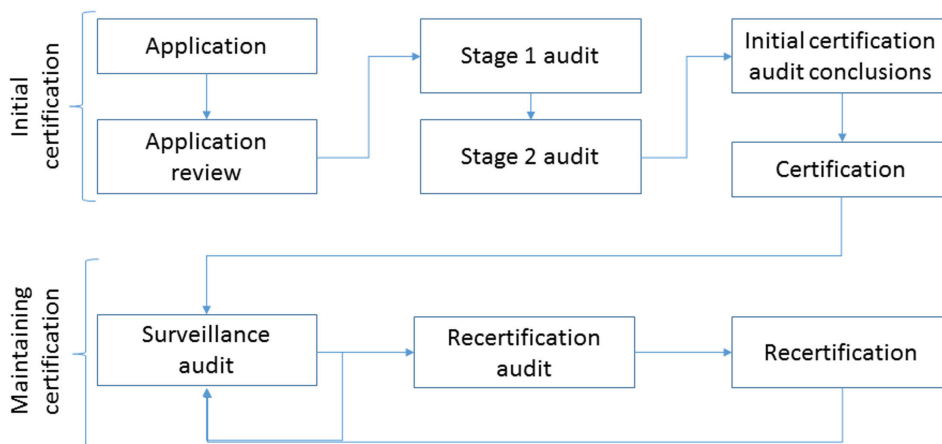 Initial
certification
Application
Application
review
Stage 1 audit
Stage 2 audit
Initial certification
audit conclusions
Certification
Maintaining
certification
Surveillance
audit
Recertification
audit
Recertification